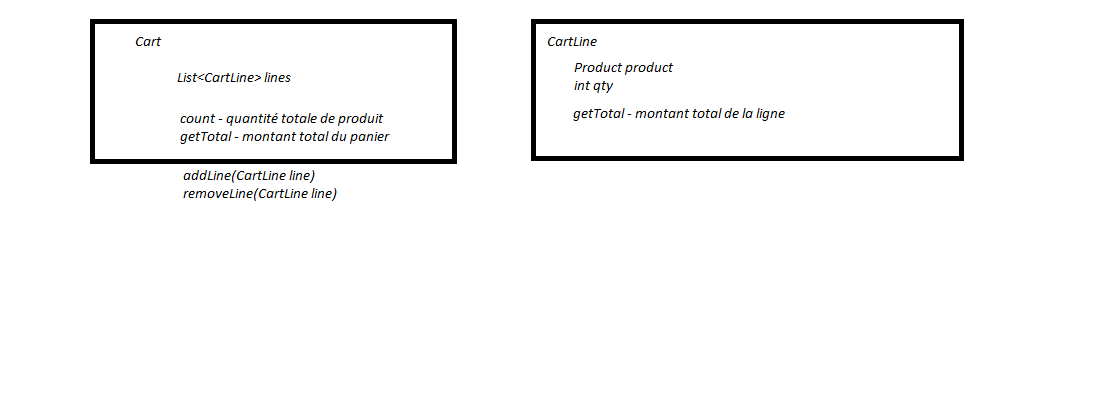 Cart
List<CartLine> lines
count - quantité totale de produit
getTotal - montant total du panier
addLine(CartLine line)
removeLine(CartLine line)
CartLine
Product product
int qty
getTotal - montant total de la ligne